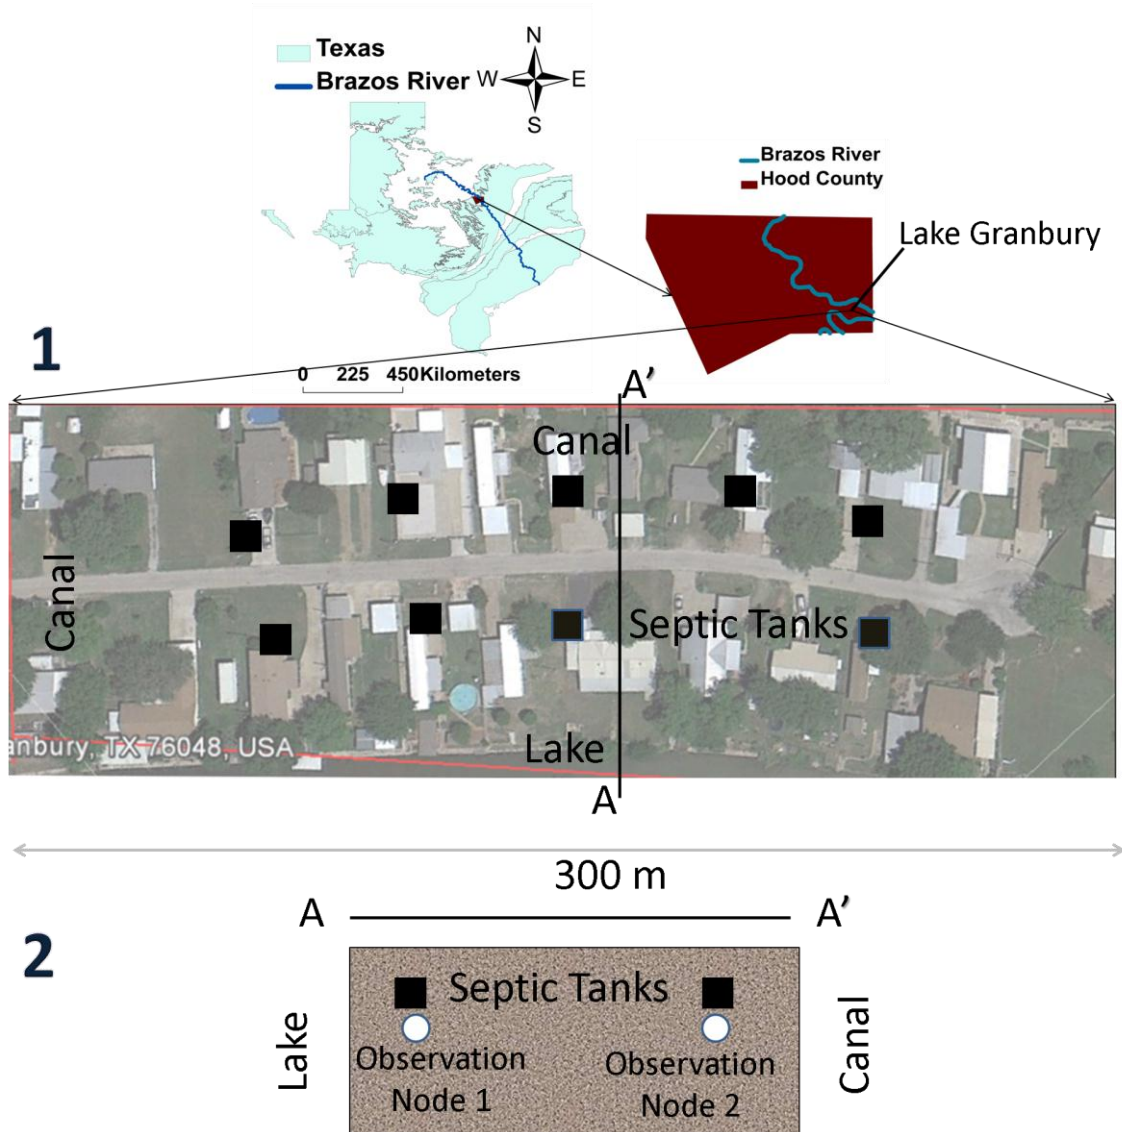 N
Texas
Brazos River
W
E
S
Brazos River
Hood County
Lake Granbury
1
0 225 450Kilometers
A’
Canal
Canal
Septic Tanks
anbury, TX 76048, USA
Lake
A
300 m
A
A’
2
Septic Tanks
Lake
Canal
Observation
Node 1
Observation
Node 2